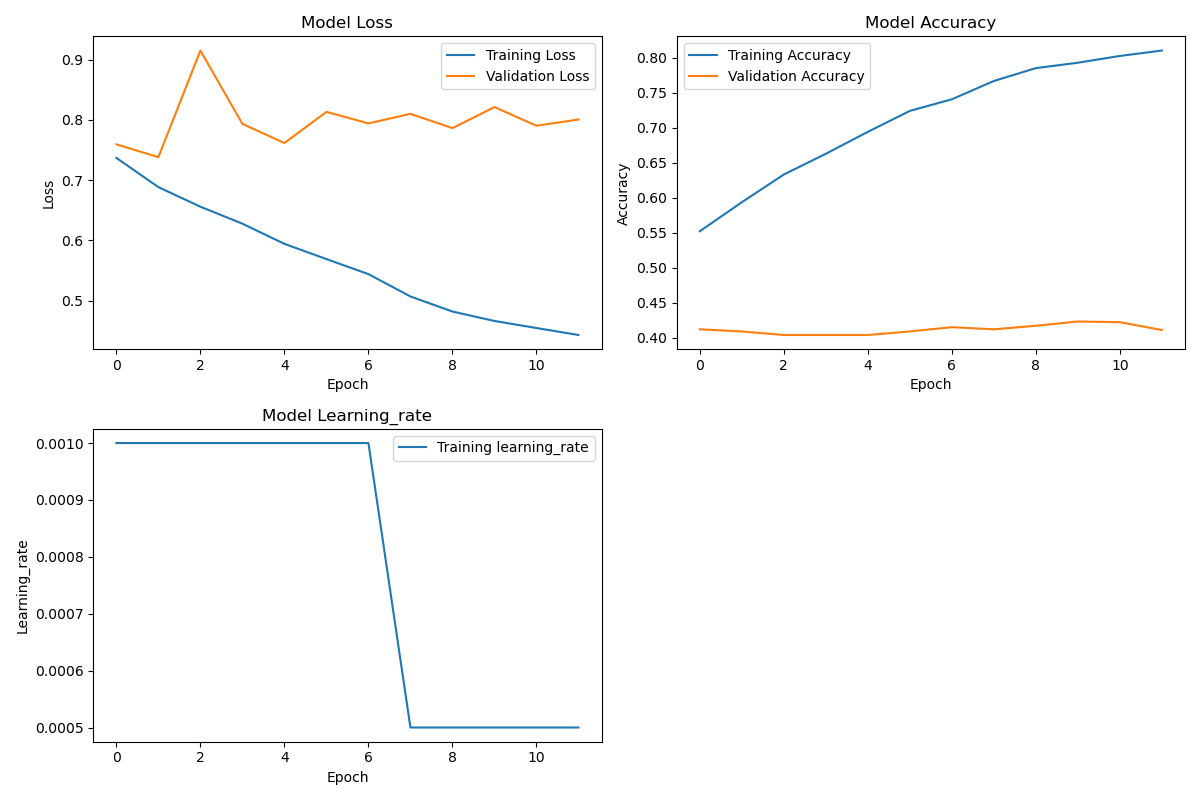 Model Loss
Training Loss
Validation Loss
Loss
0.9
0.8
0.7
0.6
0.5
0 2 4 6 8 10
Epoch
Model Accuracy
Training Accuracy
Validation Accuracy
Accuracy
0.80
0.75
0.70
0.65
0.60
0.55
0.50
0.45
0.40
0 2 4 6 8 10
Epoch
Model Learning_rate
Training learning_rate
Learning_rate
0.0010
0.0009
0.0008
0.0007
0.0006
0.0005
0 2 4 6 8 10
Epoch